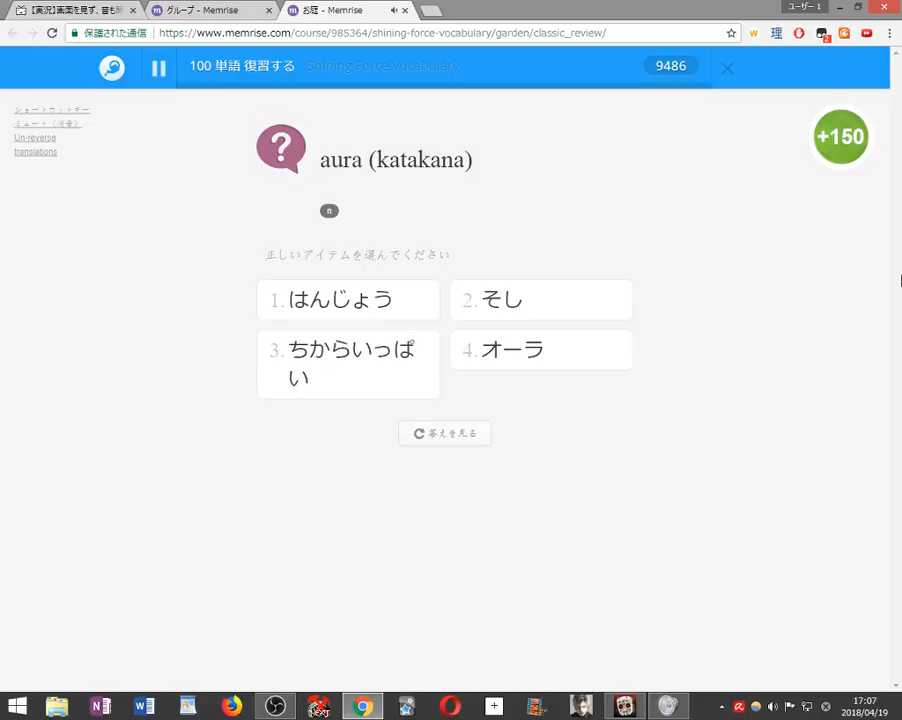 【実況】画面を見ず、音も
グループ - Memrise
お庭 - Memrise
ユーザー 1
保護された通信
https://www.memrise.com/course/985364/shining-force-vocabulary/garden/classic_review/
100 単語 復習する
Shining Force Vocabulary
9486
ショートカットキー
ミュート（消音）
Un-reverse
translations
+150
aura (katakana)
n
正しいアイテムを選んでください
1. はんじょう
2. そし
3. ちからいっぱ
い
4. オーラ
答えを見る
17:07
2018/04/19